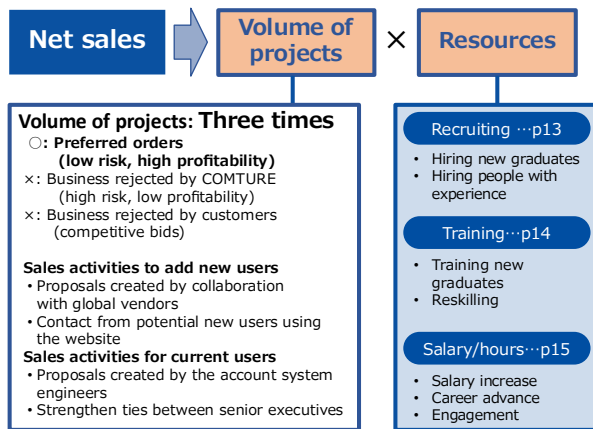 Net sales
Volume of
projects
×
Resources
Volume of projects: Three times
○: Preferred orders
(low risk, high profitability)
×: Business rejected by COMTURE
(high risk, low profitability)
×: Business rejected by customers
(competitive bids)
Sales activities to add new users
・Proposals created by collaboration
with global vendors
・Contact from potential new users using
the website
Sales activities for current users
・Proposals created by the account system
engineers
・Strengthen ties between senior executives
Recruiting …p13
• Hiring new graduates
• Hiring people with
experience
Training…p14
• Training new
graduates
• Reskilling
Salary/hours…p15
• Salary increase
• Career advance
• Engagement